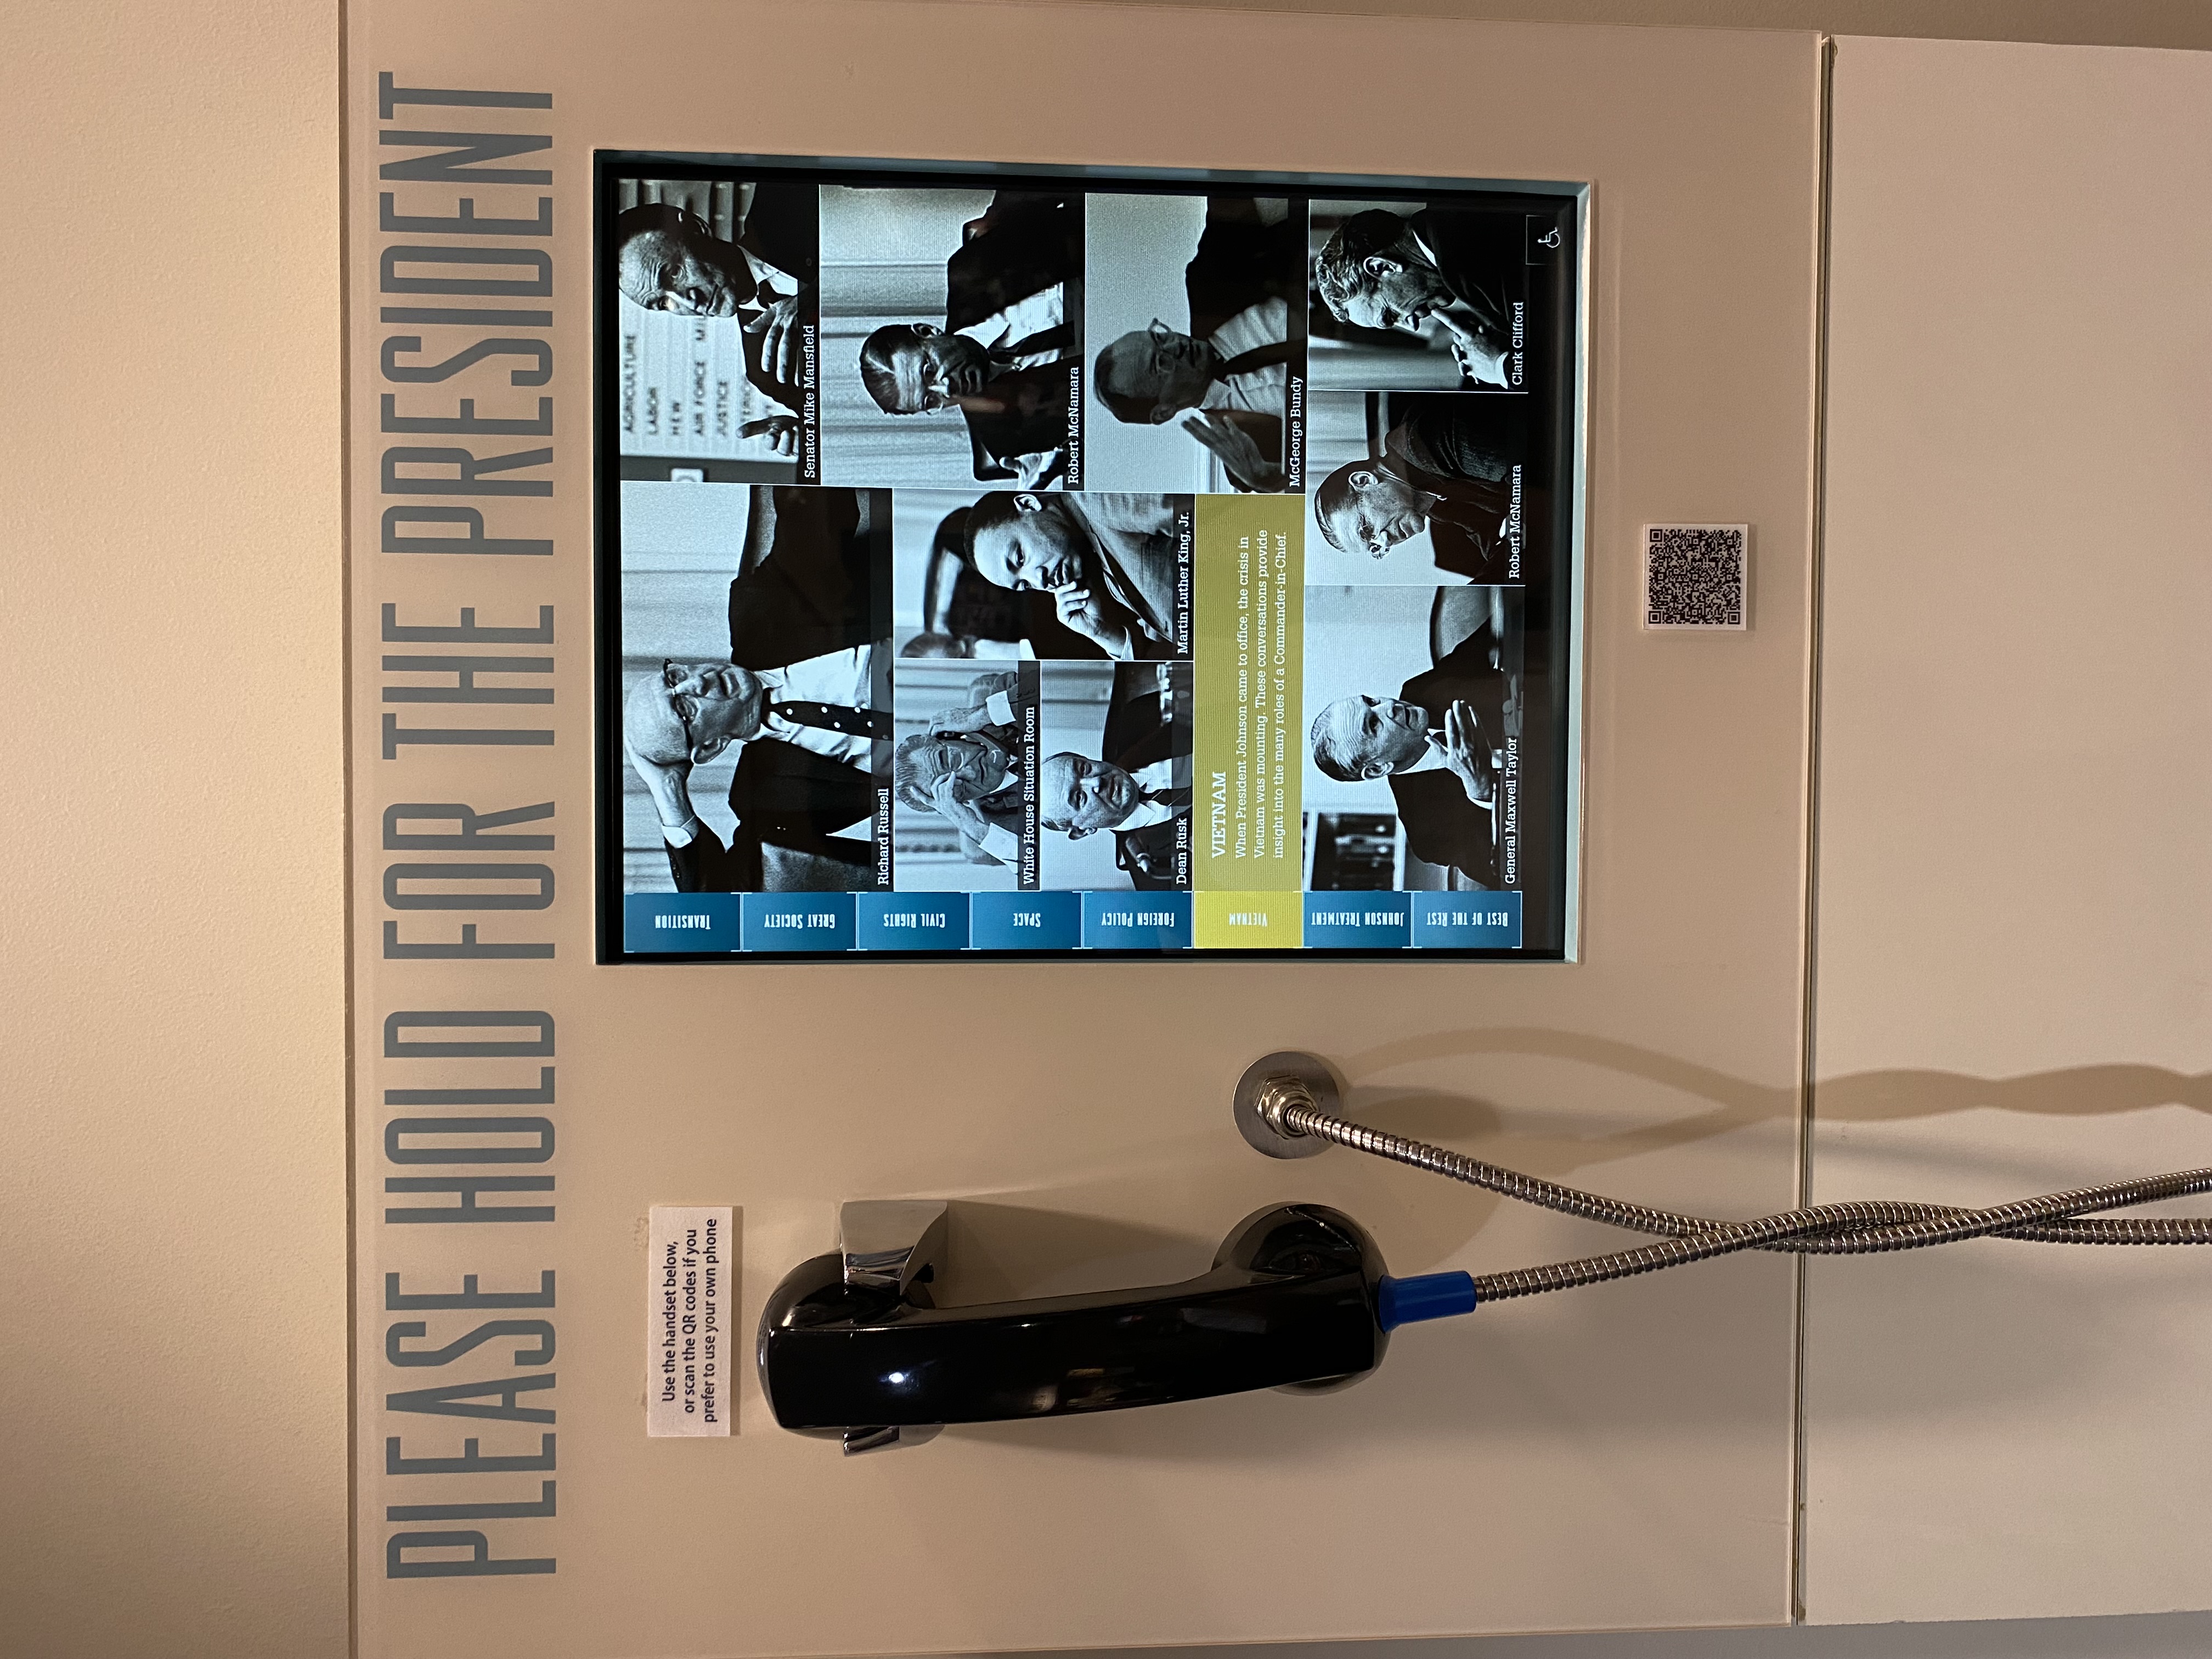 PLEASE HOLD FOR THE PRESIDENT
Use the handset below,
or scan the QR codes if you
prefer to use your own phone
TRANSITION
GREAT SOCIETY
CIVIL RIGHTS
SPACE
FOREIGN POLICY
VIETNAM
JOHNSON TREATMENT
BEST OF THE REST
AGRICULTURE
LABOR
HEW
AIR FORCE MIL
JUSTICE
Senator Mike Mansfield
Richard Russell
White House Situation Room
Robert McNamara
Dean Rusk
Martin Luther King, Jr.
VIETNAM
When President Johnson came to office, the crisis in
Vietnam was mounting. These conversations provide
insight into the many roles of a Commander-in-Chief.
McGeorge Bundy
General Maxwell Taylor
Robert McNamara
Clark Clifford